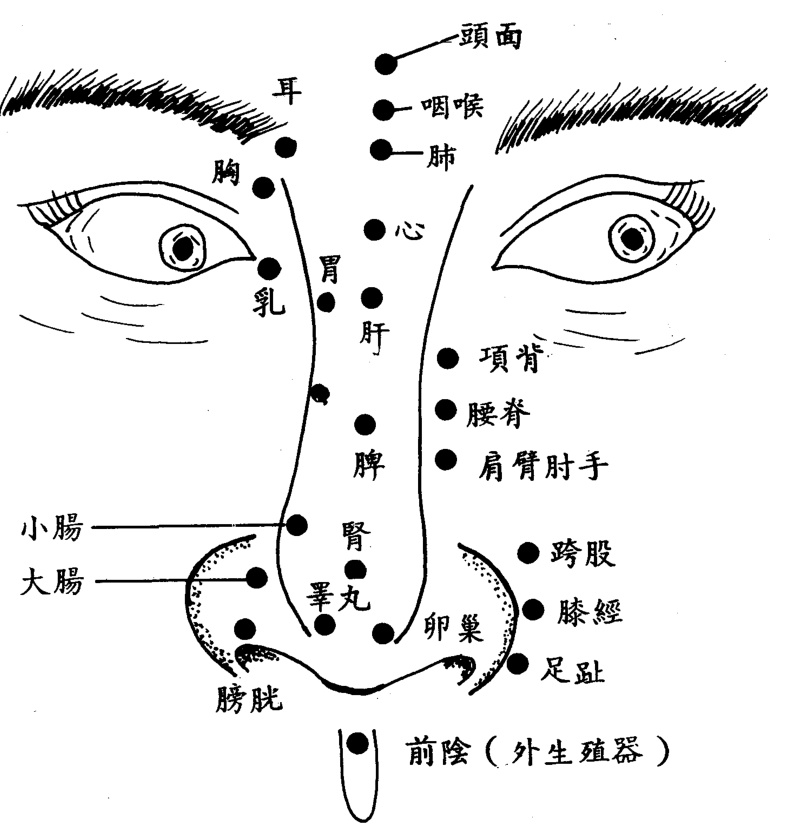 頭面
耳
咽喉
肺
胸
心
胃
乳
肝
項背
腰脊
脾
肩臂肘手
小腸
腎
跨股
大腸
睪丸
膝經
卵巢
足趾
膀胱
前陰(外生殖器)